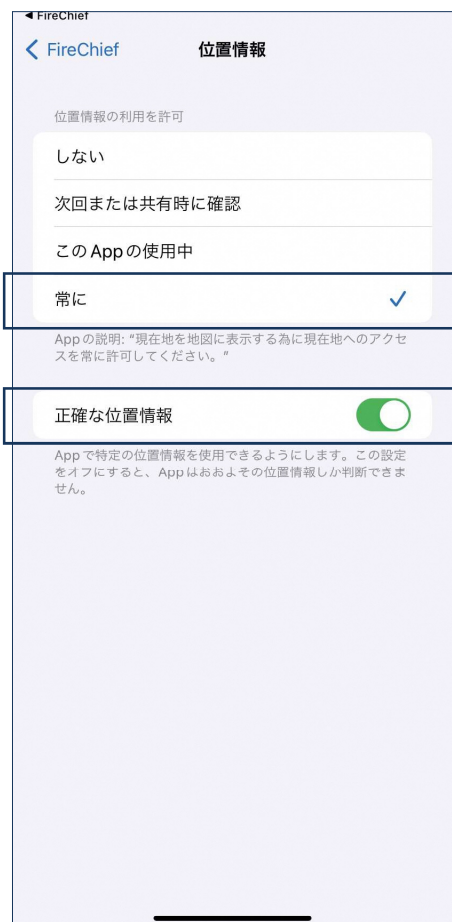 ◀ FireChief
FireChief
位置情報
位置情報の利用を許可
しない
次回または共有時に確認
このAppの使用中
常に
Appの説明: “現在地を地図に表示する為に現在地へのアクセ
スを常に許可してください。”
正確な位置情報
Appで特定の位置情報を使用できるようにします。この設定
をオフにすると、Appはおおよその位置情報しか判断できま
せん。